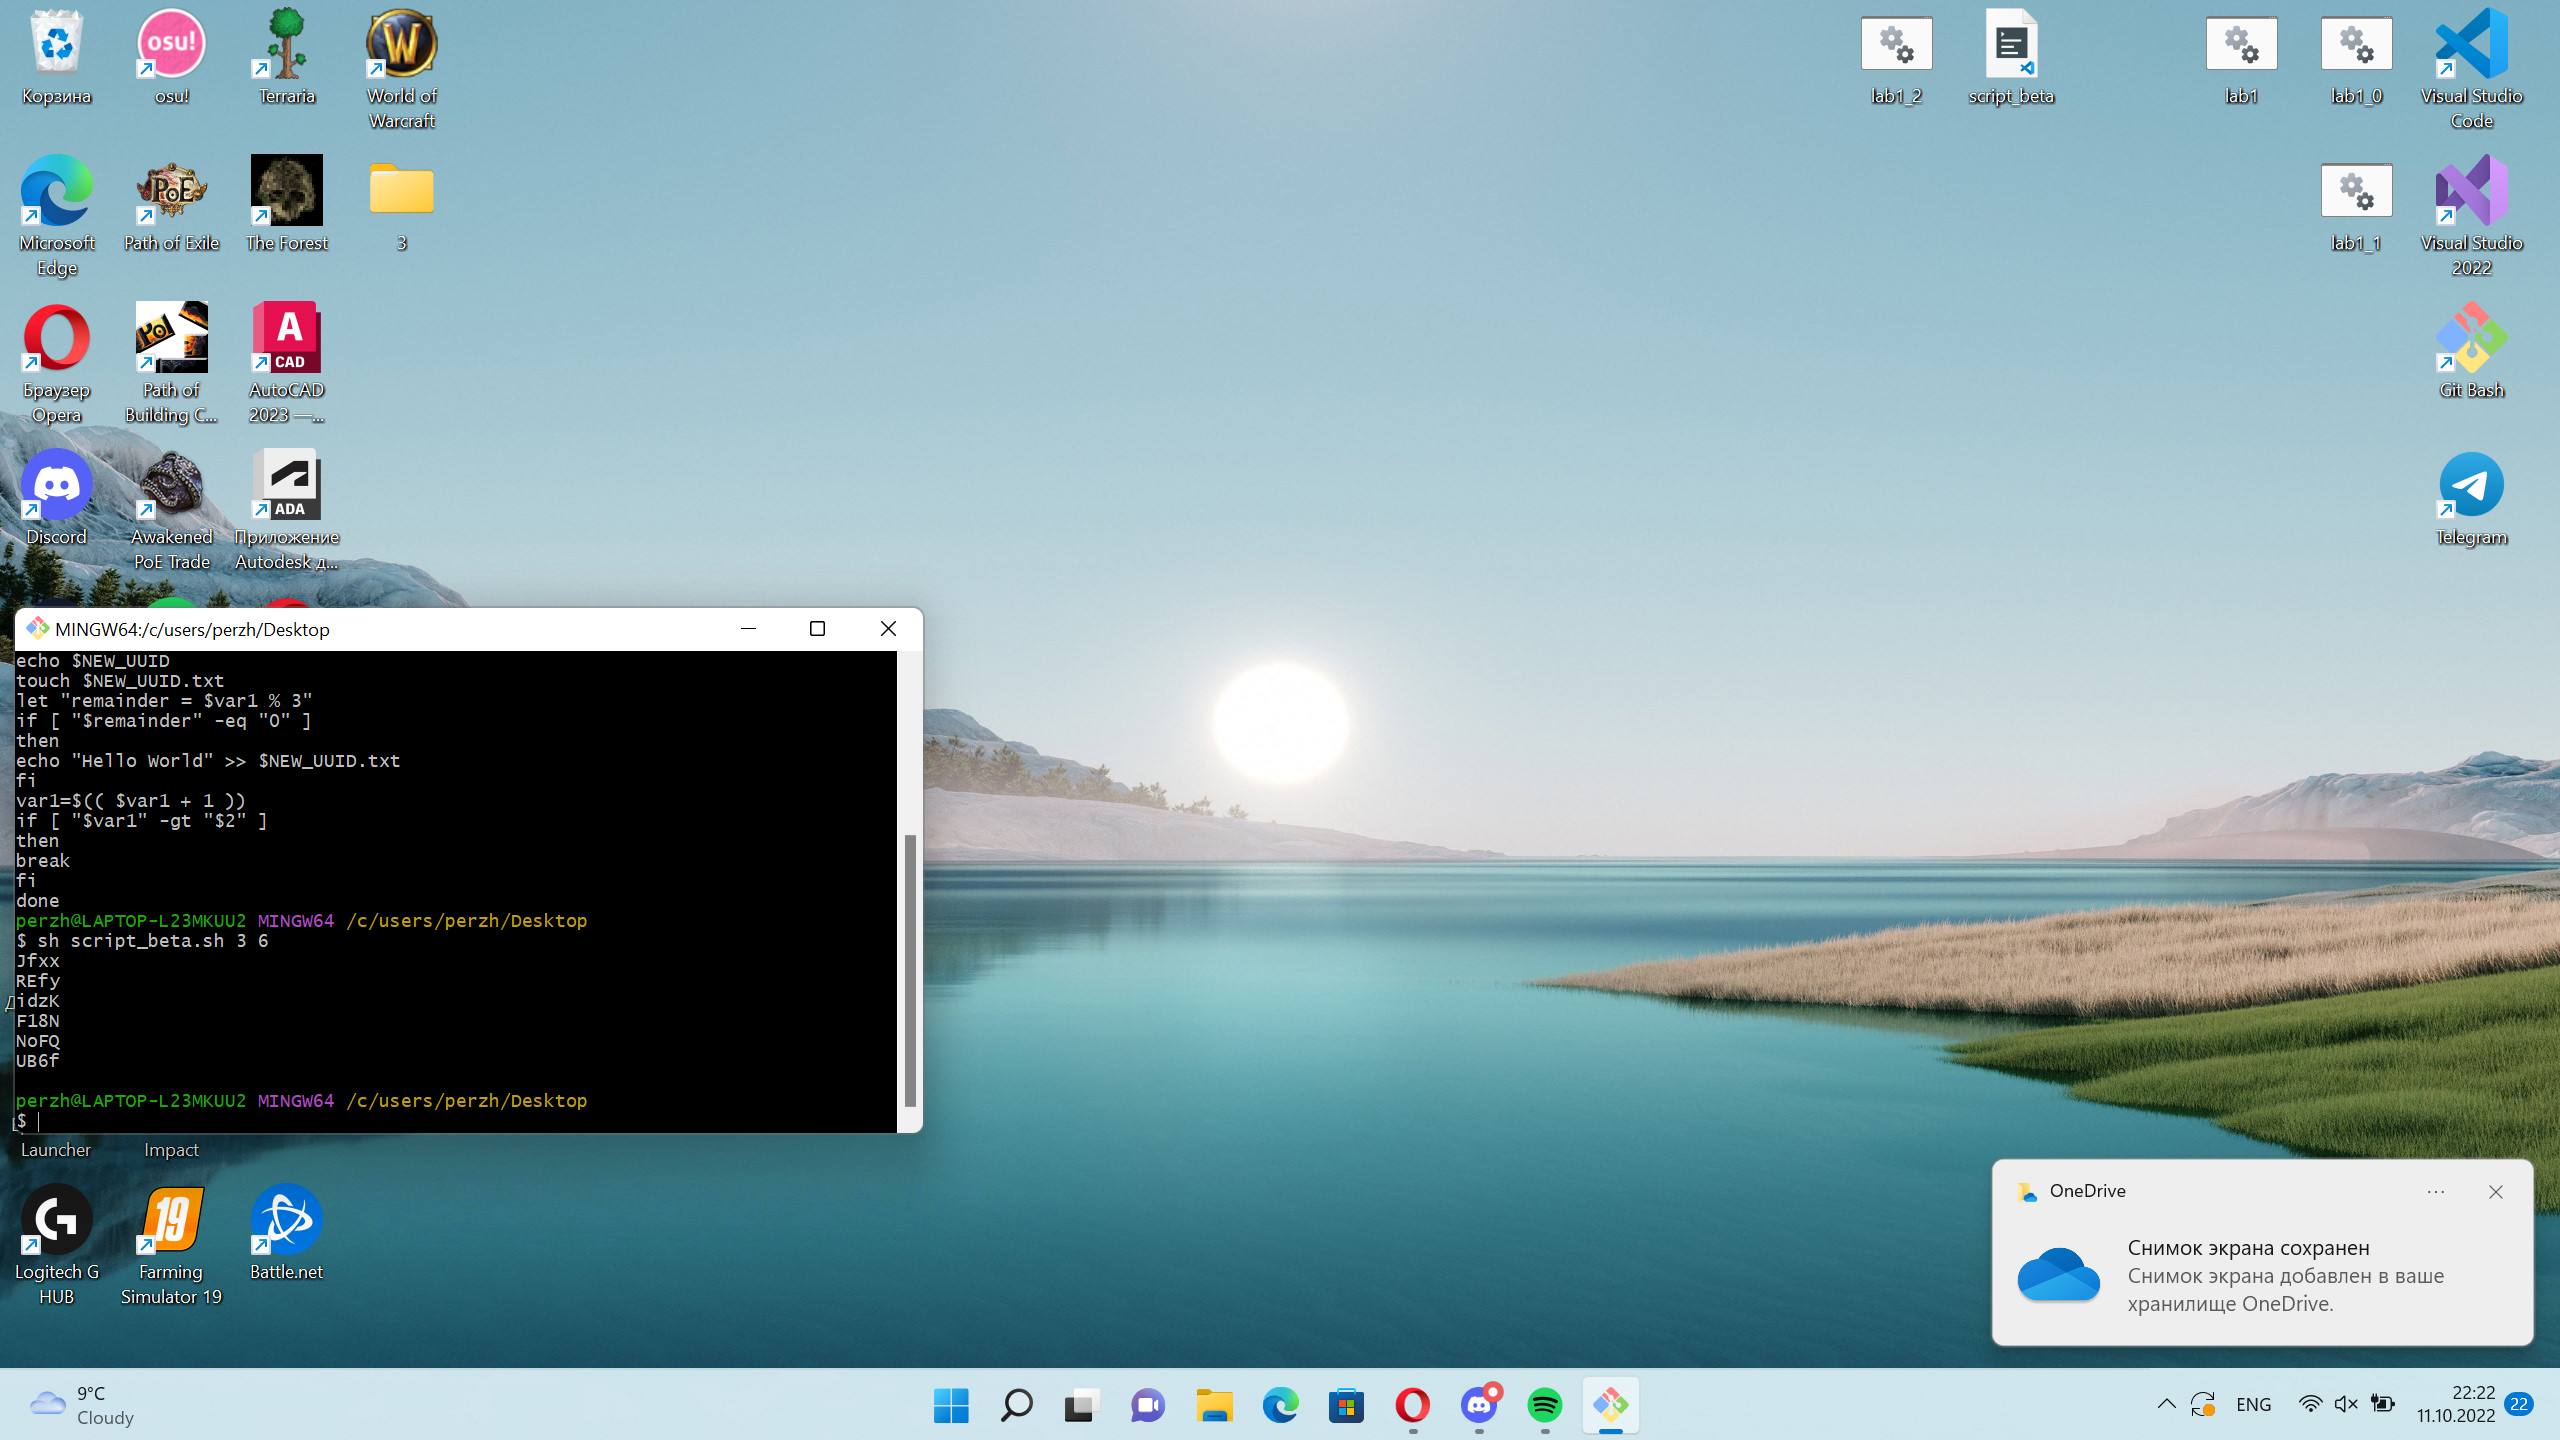 Корзина
osu!
osu!
Terraria
W
World of
Warcraft
lab1_2
script_beta
lab1
lab1_0
Visual Studio
Code
Microsoft
Edge
PoE
Path of Exile
The Forest
3
lab1_1
Visual Studio
2022
Браузер
Opera
Path of
Building C...
A
CAD
AutoCAD
2023 —...
Git Bash
Discord
Awakened
PoE Trade
ADA
Приложение
Autodesk д...
Telegram
MINGW64:/c/users/perzh/Desktop
echo $NEW_UUID
touch $NEW_UUID.txt
let "remainder = $var1 % 3"
if [ "$remainder" -eq "0" ]
then
echo "Hello World" >> $NEW_UUID.txt
fi
var1=$(( $var1 + 1 ))
if [ "$var1" -gt "$2" ]
then
break
fi
done
perzh@LAPTOP-L23MKUU2 MINGW64 /c/users/perzh/Desktop
$ sh script_beta.sh 3 6
Jfxx
REfy
idzK
F18N
NoFQ
UB6f
perzh@LAPTOP-L23MKUU2 MINGW64 /c/users/perzh/Desktop
$
Launcher
Impact
Logitech G
HUB
19
Farming
Simulator 19
Battle.net
OneDrive
Снимок экрана сохранен
Снимок экрана добавлен в ваше
хранилище OneDrive.
9°C
Cloudy
ENG
22:22
11.10.2022
22